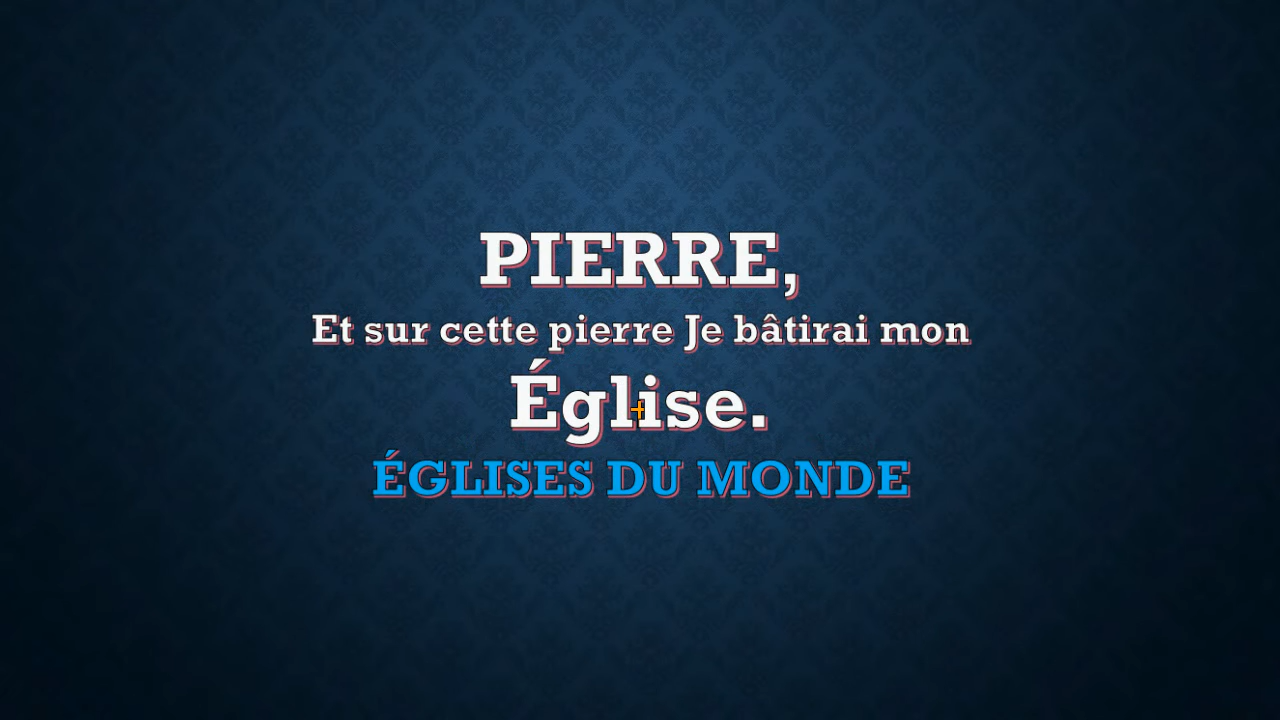 PIERRE,
Et sur cette pierre Je bâtirai mon
Église.
ÉGLISES DU MONDE